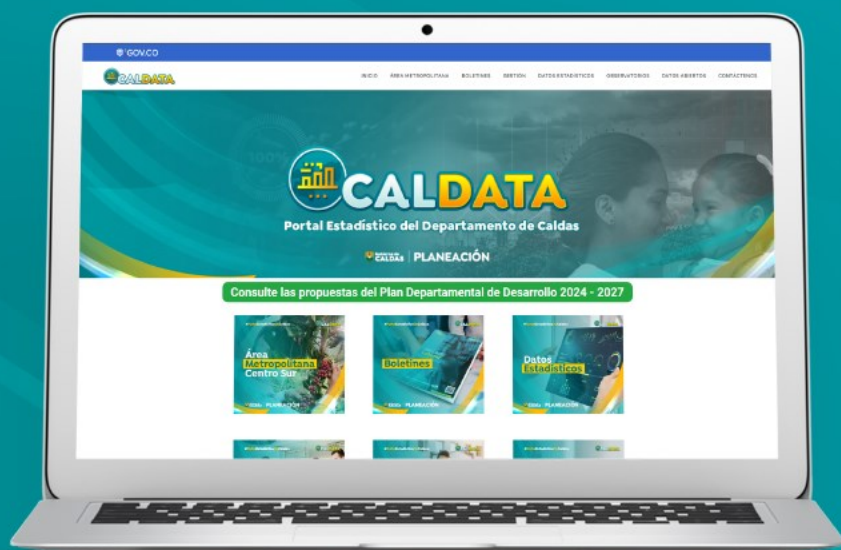 GOV.CO
CALDATA
INICIO ÁREA METROPOLITANA BOLETINES GESTIÓN DATOS ESTADÍSTICOS OBSERVATORIOS DATOS ABIERTOS CONTÁCTENOS
100%
CALDATA
Portal Estadístico del Departamento de Caldas
CALDAS PLANEACIÓN
Consulte las propuestas del Plan Departamental de Desarrollo 2024 - 2027
Área
Metropolitana
Centro Sur
PLANEACIÓN
Boletines
PLANEACIÓN
Datos
Estadísticos
PLANEACIÓN